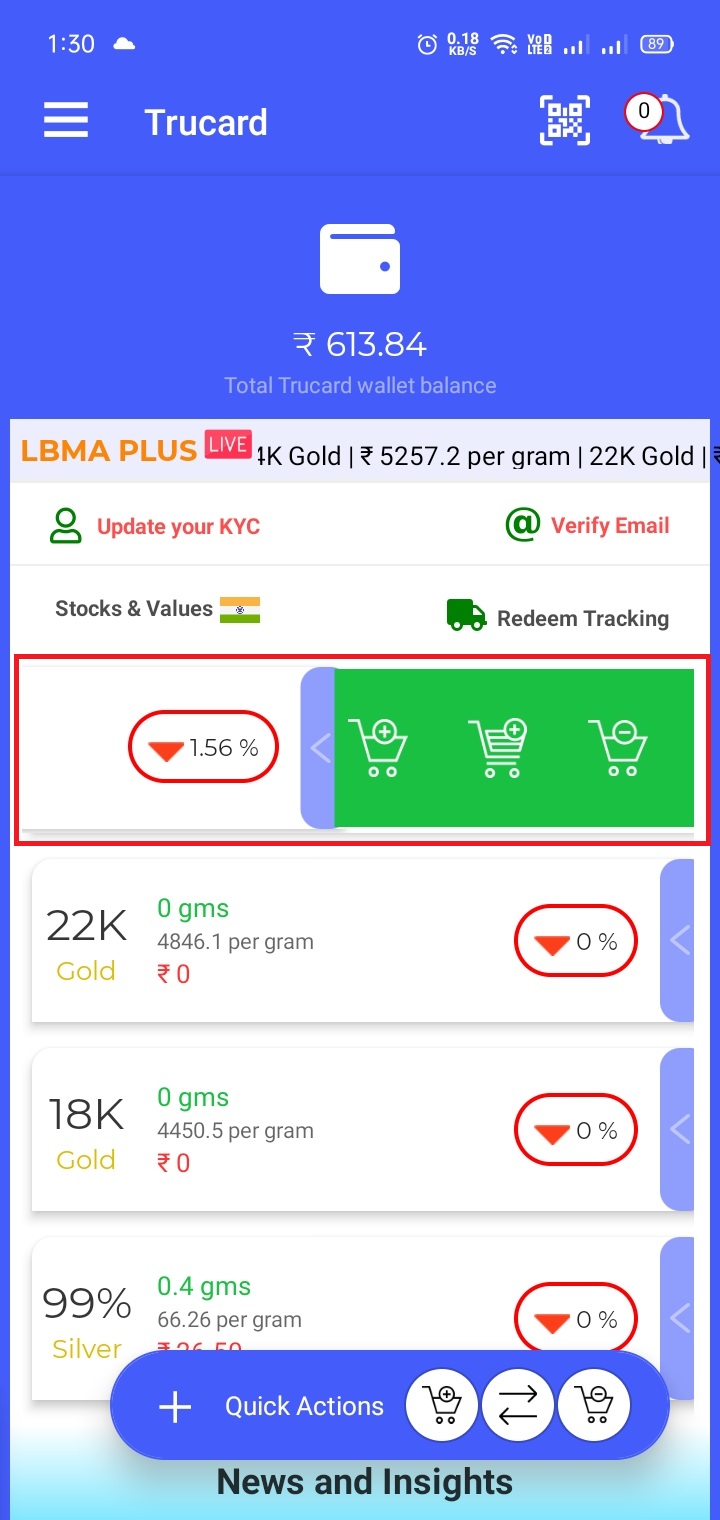 1:30 0.18 KB/S VoD LTE2 89
Trucard 0
₹ 613.84
Total Trucard wallet balance
LBMA PLUS LIVE 4K Gold | ₹ 5257.2 per gram | 22K Gold | ₹
Update your KYC @ Verify Email
Stocks & Values Redeem Tracking
1.56 %
0 gms
22K 4846.1 per gram 0 %
Gold ₹ 0
0 gms
18K 4450.5 per gram 0 %
Gold ₹ 0
0.4 gms
99% 66.26 per gram 0 %
Silver ₹ 26.50
+ Quick Actions
News and Insights